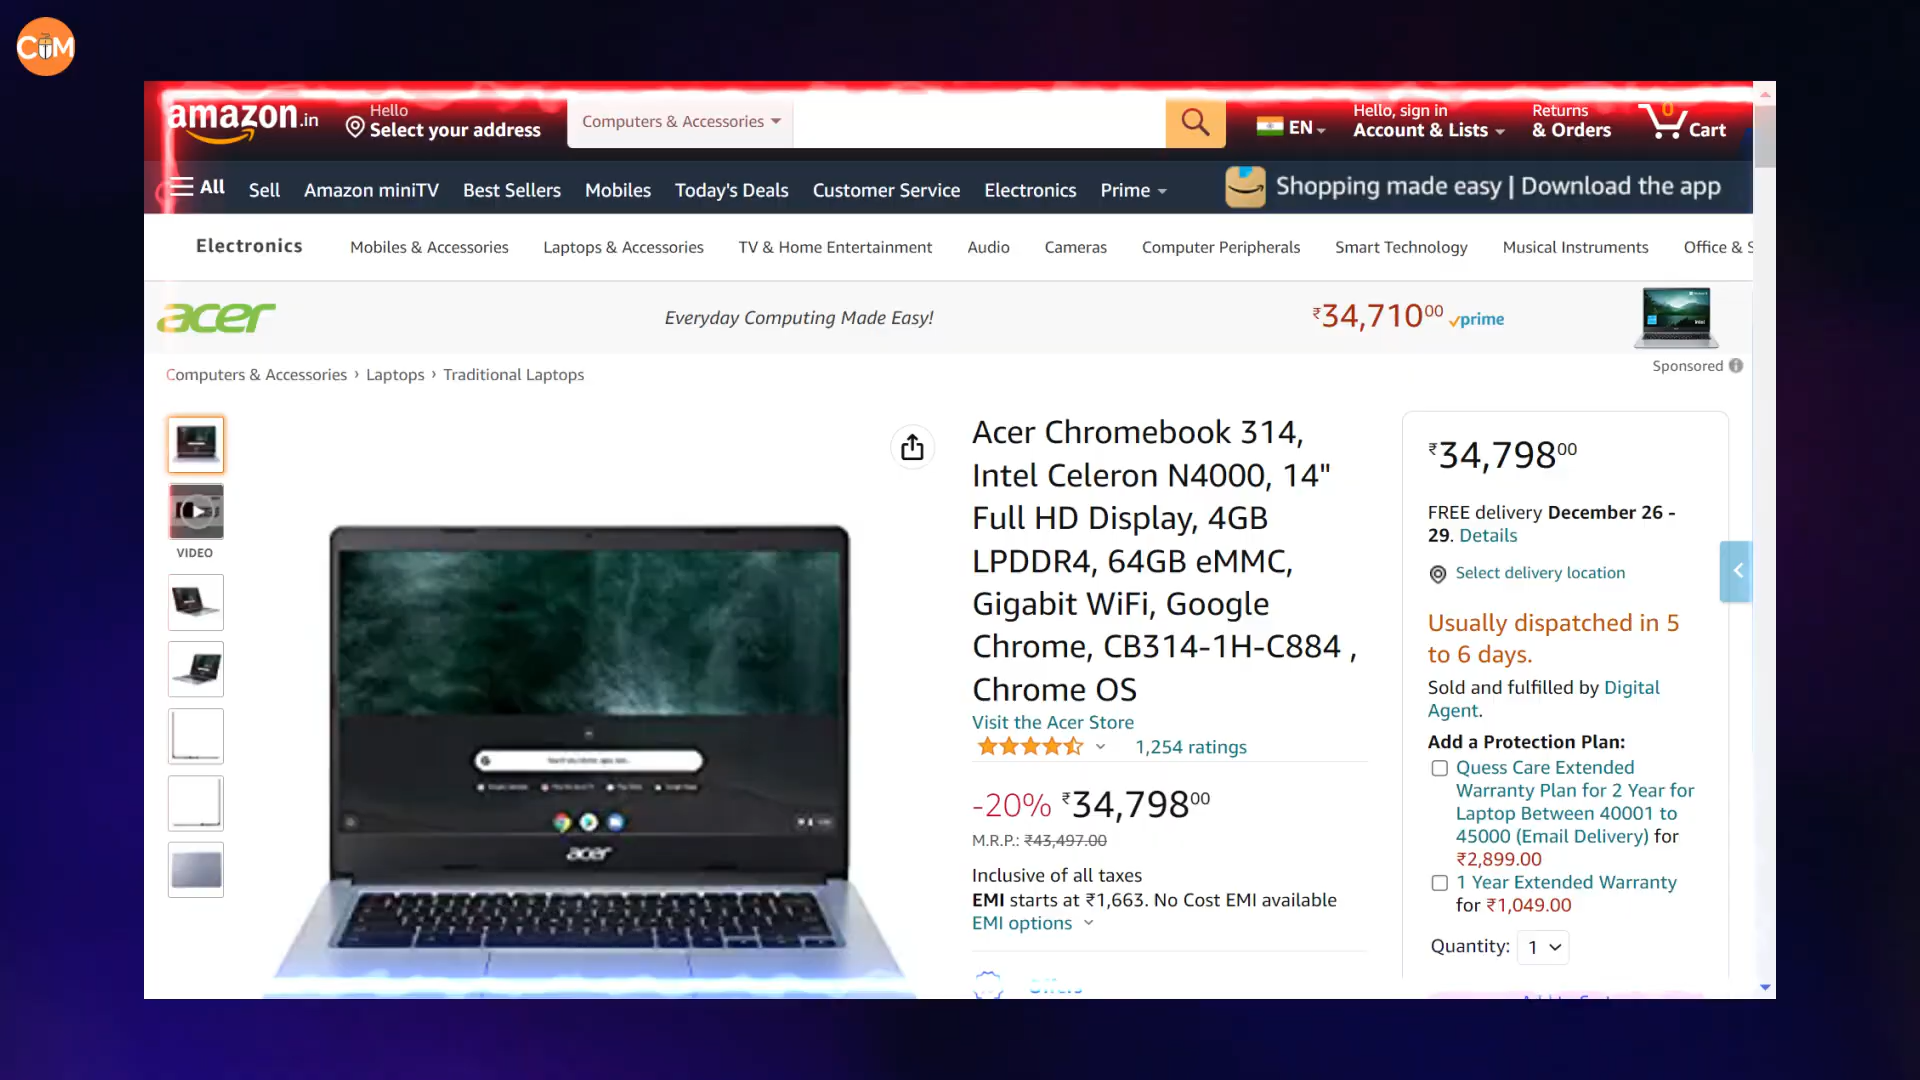 CM
amazon.in
Hello
Select your address
Computers & Accessories
EN
Hello, sign in
Account & Lists
Returns
& Orders
0
Cart
All
Sell
Amazon miniTV
Best Sellers
Mobiles
Today's Deals
Customer Service
Electronics
Prime
Shopping made easy | Download the app
Electronics
Mobiles & Accessories
Laptops & Accessories
TV & Home Entertainment
Audio
Cameras
Computer Peripherals
Smart Technology
Musical Instruments
Office & S
acer
Everyday Computing Made Easy!
₹34,71000 prime
Sponsored
Computers & Accessories › Laptops › Traditional Laptops
VIDEO
acer
Acer Chromebook 314,
Intel Celeron N4000, 14"
Full HD Display, 4GB
LPDDR4, 64GB eMMC,
Gigabit WiFi, Google
Chrome, CB314-1H-C884 ,
Chrome OS
Visit the Acer Store
1,254 ratings
-20% ₹34,79800
M.R.P.: ₹43,497.00
Inclusive of all taxes
EMI starts at ₹1,663. No Cost EMI available
EMI options
Offers
₹34,79800
FREE delivery December 26 -
29. Details
Select delivery location
Usually dispatched in 5
to 6 days.
Sold and fulfilled by Digital
Agent.
Add a Protection Plan:
Quess Care Extended
Warranty Plan for 2 Year for
Laptop Between 40001 to
45000 (Email Delivery) for
₹2,899.00
1 Year Extended Warranty
for ₹1,049.00
Quantity: 1